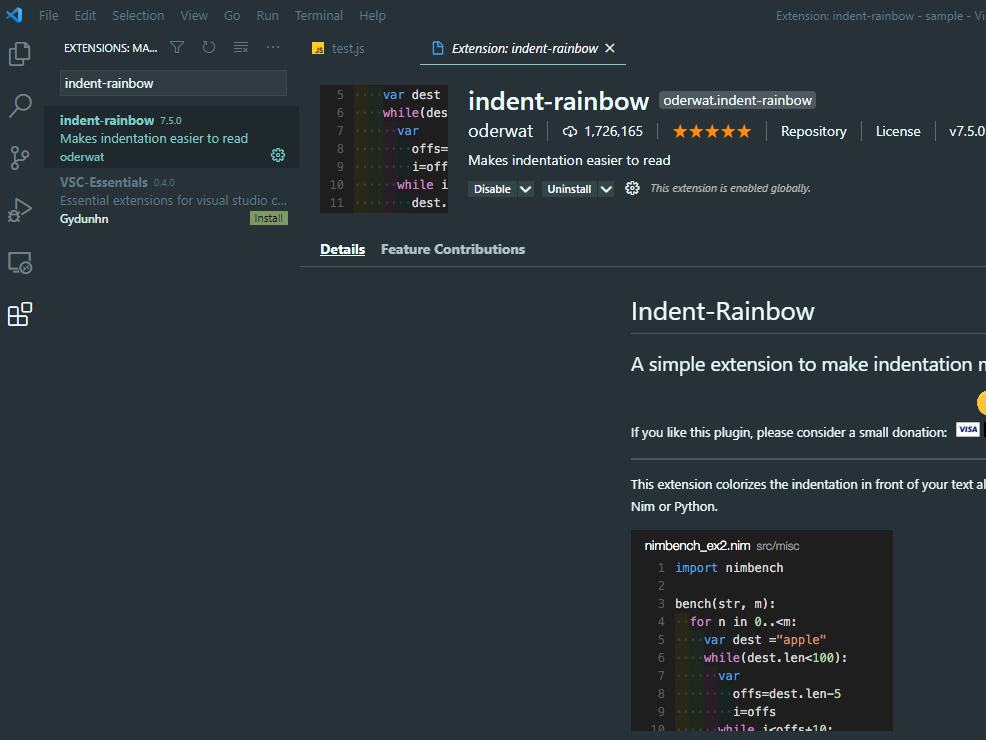 File Edit Selection View Go Run Terminal Help Extension: indent-rainbow - sample - Vi
EXTENSIONS: MA... ···
JS test.js Extension: indent-rainbow
indent-rainbow
indent-rainbow 7.5.0
Makes indentation easier to read
oderwat
VSC-Essentials 0.4.0
Essential extensions for visual studio c...
Gydunhn Install
5 var dest
6 while(des
7 var
8 offs=
9 i=off
10 while i
11 dest.
indent-rainbow oderwat.indent-rainbow
oderwat 1,726,165 ★★★★★ Repository License v7.5.0
Makes indentation easier to read
Disable Uninstall This extension is enabled globally.
Details Feature Contributions
Indent-Rainbow
A simple extension to make indentation
If you like this plugin, please consider a small donation: VISA
This extension colorizes the indentation in front of your text al
Nim or Python.
nimbench_ex2.nim src/misc
1 import nimbench
2
3 bench(str, m):
4 for n in 0..<m:
5 var dest ="apple"
6 while(dest.len<100):
7 var
8 offs=dest.len-5
9 i=offs
10 while i<offs+10: